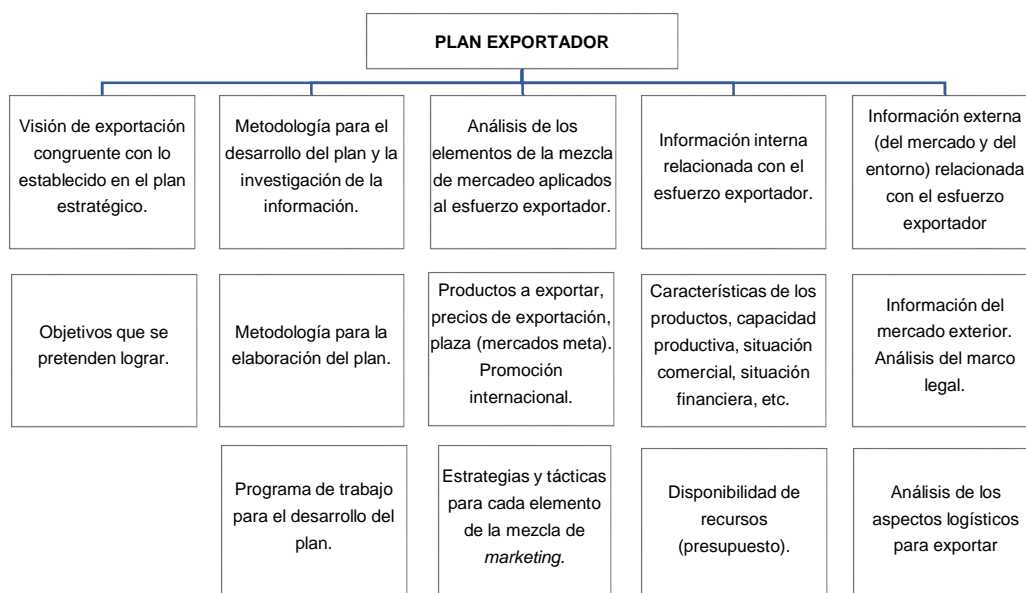 PLAN EXPORTADOR
Visión de exportación
congruente con lo
establecido en el plan
estratégico.
Metodología para el
desarrollo del plan y la
investigación de la
información.
Análisis de los
elementos de la mezcla
de mercadeo aplicados
al esfuerzo exportador.
Información interna
relacionada con el
esfuerzo exportador.
Información externa
(del mercado y del
entorno) relacionada
con el esfuerzo
exportador
Objetivos que se
pretenden lograr.
Metodología para la
elaboración del plan.
Productos a exportar,
precios de exportación,
plaza (mercados meta).
Promoción
internacional.
Características de los
productos, capacidad
productiva, situación
comercial, situación
financiera, etc.
Información del
mercado exterior.
Análisis del marco
legal.
Programa de trabajo
para el desarrollo del
plan.
Estrategias y tácticas
para cada elemento
de la mezcla de
marketing.
Disponibilidad de
recursos
(presupuesto).
Análisis de los
aspectos logísticos
para exportar